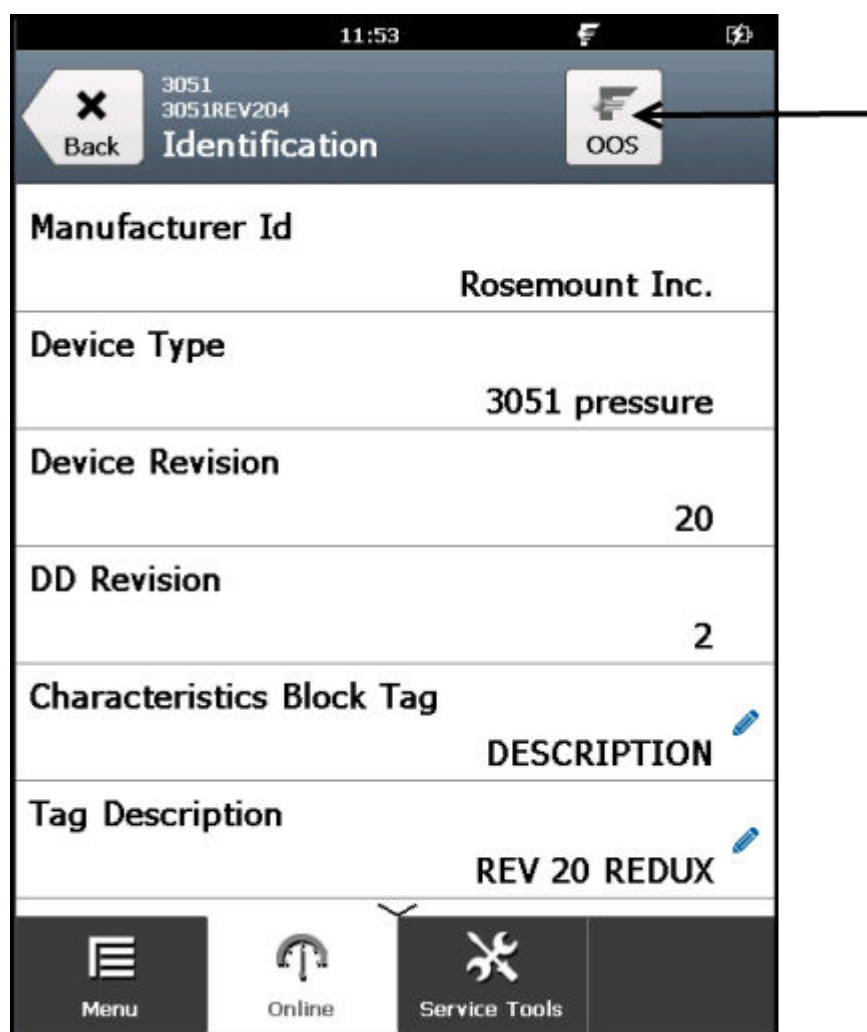 11:53
3051
3051REV204
Back
Identification
OOS
Manufacturer Id
Rosemount Inc.
Device Type
3051 pressure
Device Revision
20
DD Revision
2
Characteristics Block Tag
DESCRIPTION
Tag Description
REV 20 REDUX
Menu
Online
Service Tools